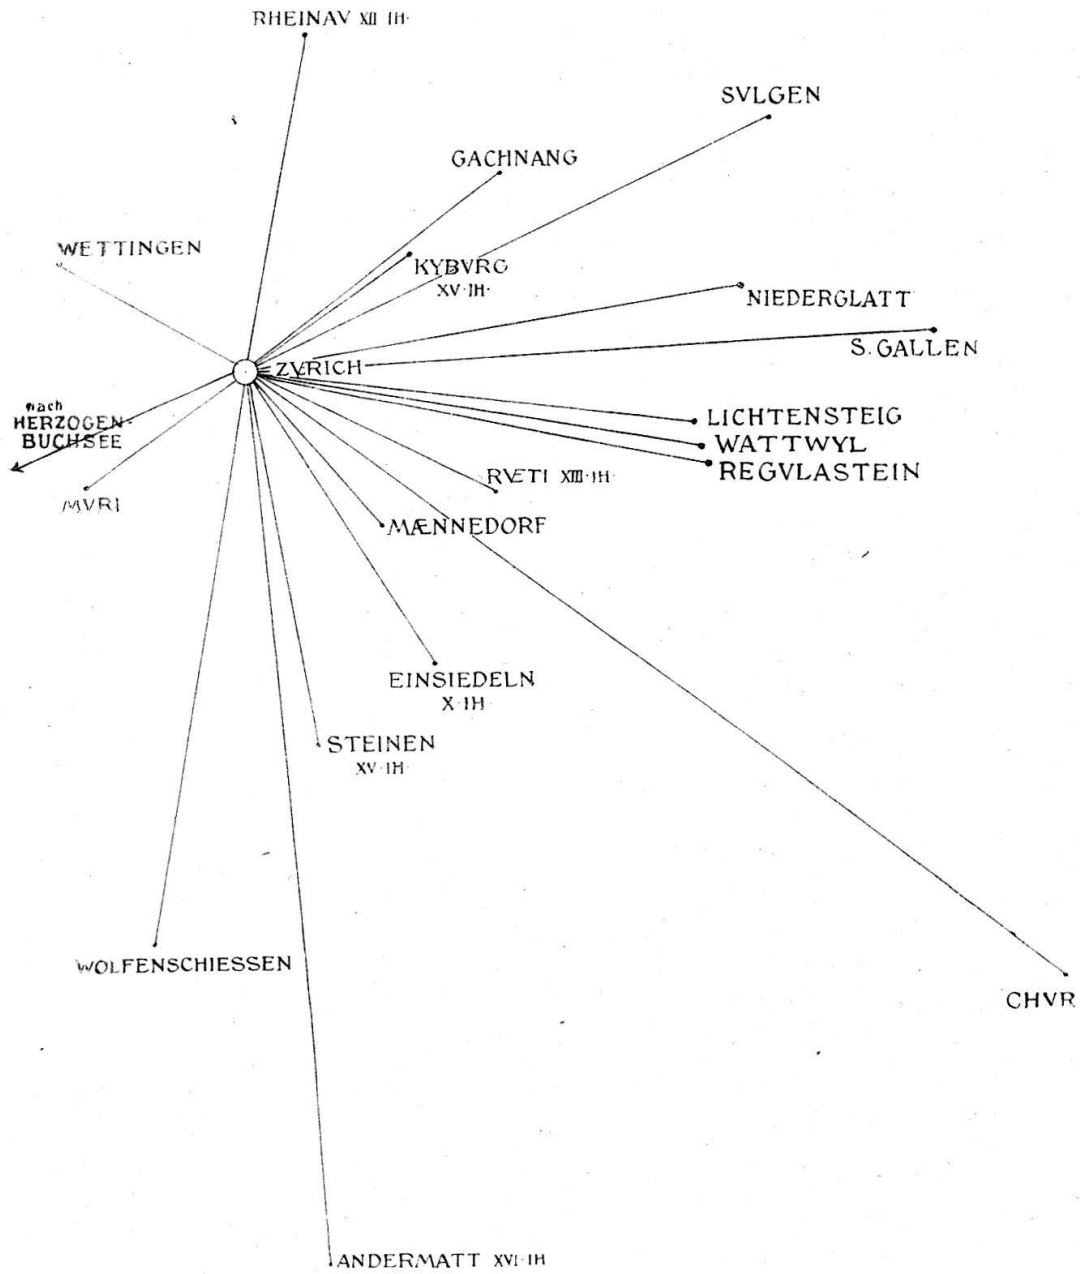 RHEINAV XII·IH·
SVLGEN
GACHNANG
WETTINGEN
KYBVRG
XV·IH·
NIEDERGLATT
S. GALLEN
ZVRICH
nach
HERZOGEN-
BUCHSEE
LICHTENSTEIG
WATTWYL
REGVLASTEIN
RVETI XIII·IH·
MVRI
MÆNNEDORF
EINSIEDELN
X·IH·
STEINEN
XV·IH·
WOLFENSCHIESSEN
CHVR
ANDERMATT XVI·IH